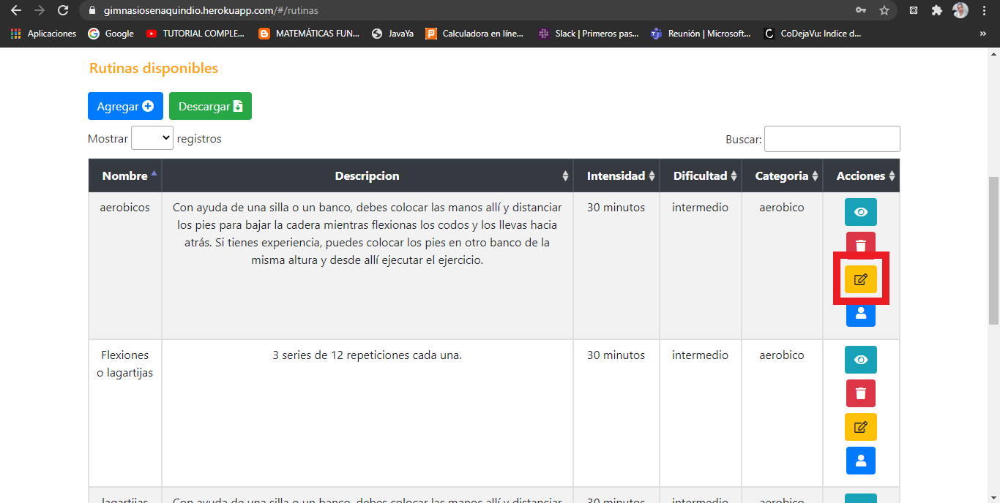 gimnasiosenaquindio.herokuapp.com/#/rutinas
Aplicaciones Google TUTORIAL COMPLE... MATEMÁTICAS FUN... JavaYa Calculadora en líne... Slack | Primeros pas... Reunión | Microsoft... CoDejaVu: Indice d... »
Rutinas disponibles
Agregar Descargar
Mostrar registros Buscar:
Nombre Descripcion Intensidad Dificultad Categoria Acciones
aerobicos Con ayuda de una silla o un banco, debes colocar las manos allí y distanciar 30 minutos intermedio aerobico
los pies para bajar la cadera mientras flexionas los codos y los llevas hacia
atrás. Si tienes experiencia, puedes colocar los pies en otro banco de la
misma altura y desde allí ejecutar el ejercicio.
Flexiones 3 series de 12 repeticiones cada una. 30 minutos intermedio aerobico
o lagartijas
lagartijas Con ayuda de una silla o un banco, debes colocar las manos allí y distanciar 30 minutos intermedio aerobico